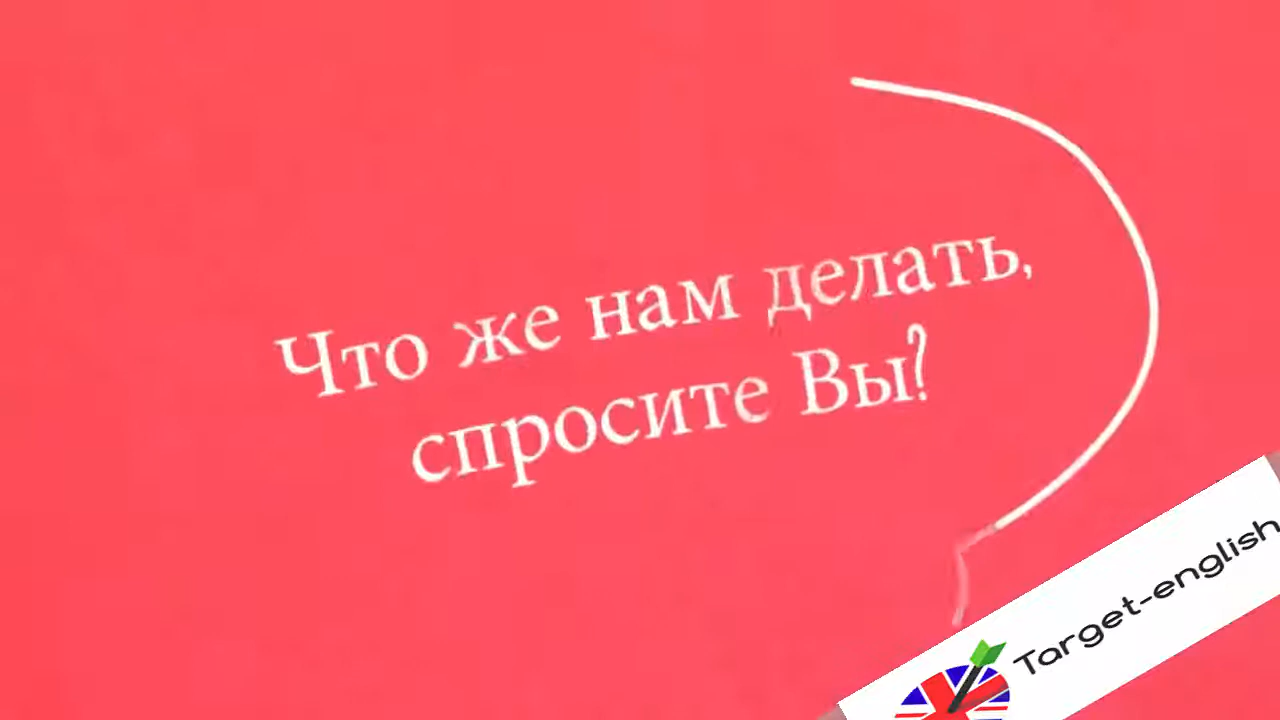 Что же нам делать,
спросите Вы?
Target-english